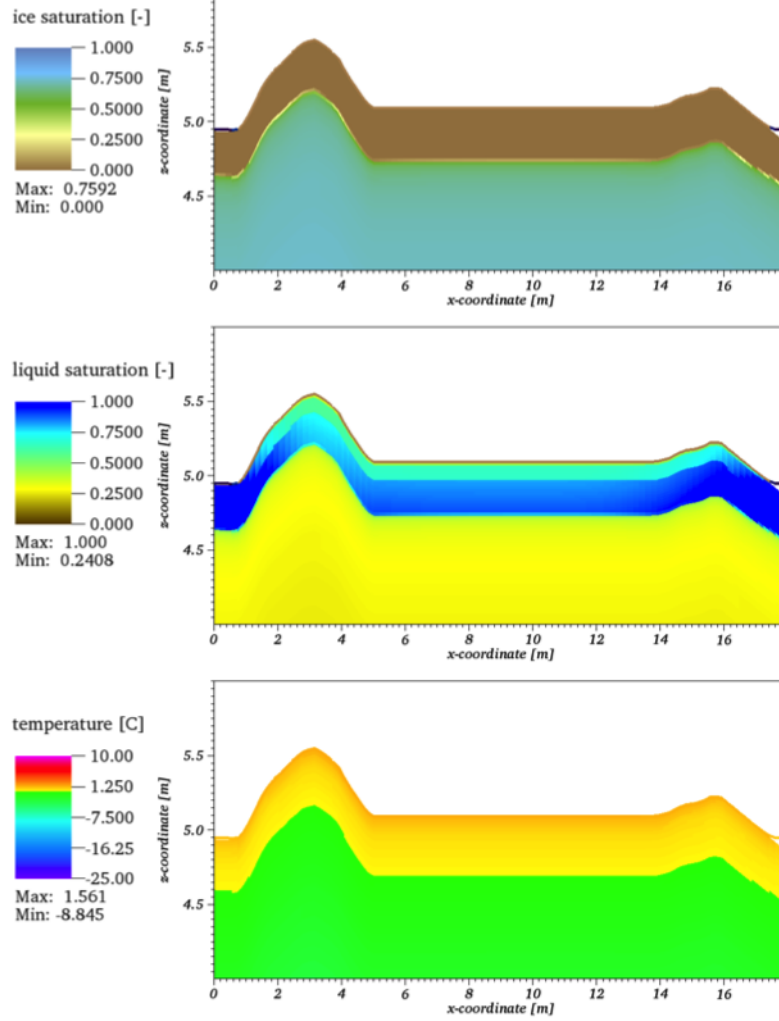 ice saturation [-]
1.000
0.7500
0.5000
0.2500
0.000
Max: 0.7592
Min: 0.000
z-coordinate [m]
5.5
5.0
4.5
0 2 4 6 8 10 12 14 16
x-coordinate [m]
liquid saturation [-]
1.000
0.7500
0.5000
0.2500
0.000
Max: 1.000
Min: 0.2408
z-coordinate [m]
5.5
5.0
4.5
0 2 4 6 8 10 12 14 16
x-coordinate [m]
temperature [C]
10.00
1.250
-7.500
-16.25
-25.00
Max: 1.561
Min: -8.845
z-coordinate [m]
5.5
5.0
4.5
0 2 4 6 8 10 12 14 16
x-coordinate [m]